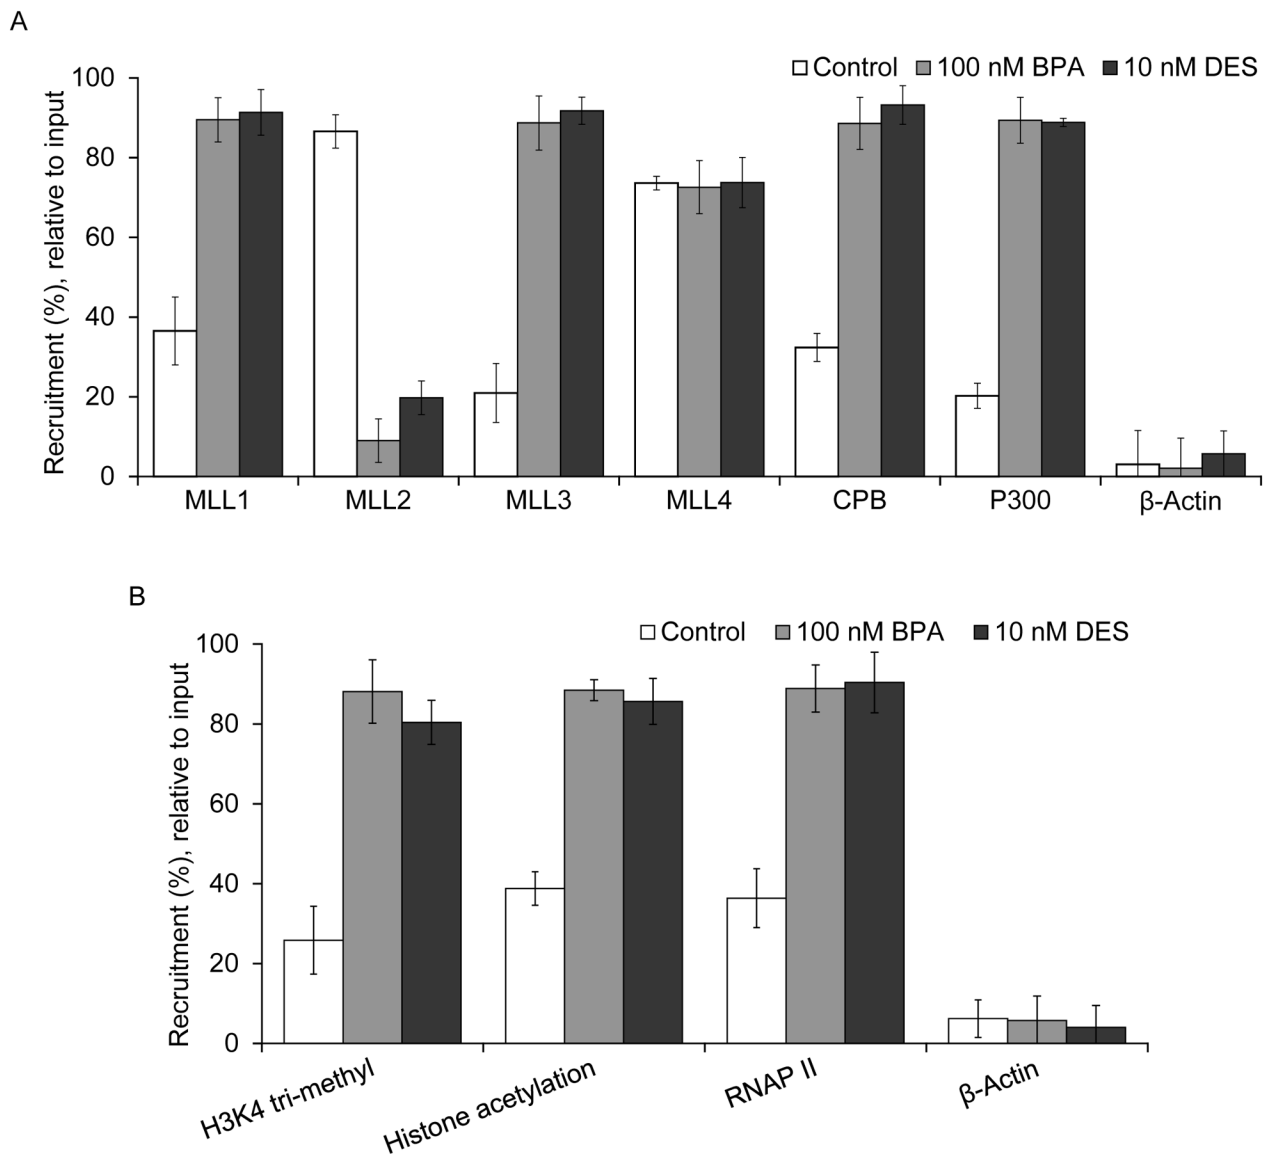 A
Control 100 nM BPA 10 nM DES
Recruitment (%), relative to input
100
80
60
40
20
0
MLL1 MLL2 MLL3 MLL4 CPB P300 β-Actin
B
Control 100 nM BPA 10 nM DES
Recruitment (%), relative to input
100
80
60
40
20
0
H3K4 tri-methyl Histone acetylation RNAP II β-Actin